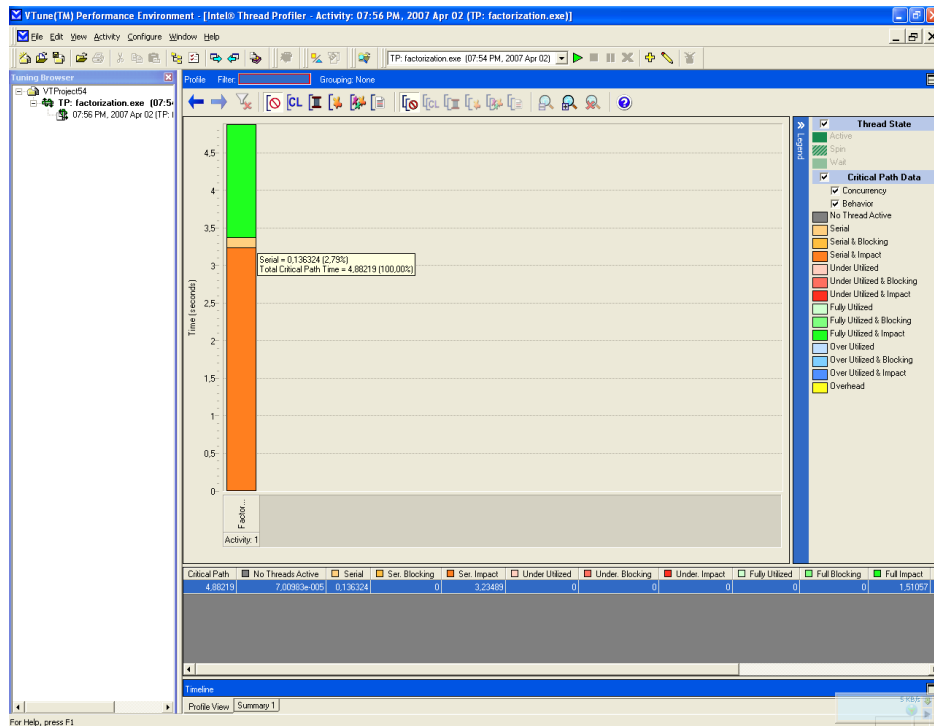 VTune(TM) Performance Environment - [Intel® Thread Profiler - Activity: 07:56 PM, 2007 Apr 02 (TP: factorization.exe)]
File Edit View Activity Configure Window Help
TP: factorization.exe (07:54 PM, 2007 Apr 02)
Tuning Browser
VTProject54
TP: factorization.exe (07:5
07:56 PM, 2007 Apr 02 (TP: 
Profile Filter: Grouping: None
CL CL
Legend
Thread State
Active
Spin
Wait
Critical Path Data
Concurrency
Behavior
No Thread Active
Serial
Serial & Blocking
Serial & Impact
Under Utilized
Under Utilized & Blocking
Under Utilized & Impact
Fully Utilized
Fully Utilized & Blocking
Fully Utilized & Impact
Over Utilized
Over Utilized & Blocking
Over Utilized & Impact
Overhead
Time (seconds)
4,5
4
3,5
3
2,5
2
1,5
1
0,5
0
Serial = 0,136324 (2,79%)
Total Critical Path Time = 4,88219 (100,00%)
Factor...
Activity: 1
Critical Path No Threads Active Serial Ser. Blocking Ser. Impact Under Utilized Under. Blocking Under. Impact Fully Utilized Full Blocking Full Impact
4,88219 7,00983e-005 0,136324 0 3,23489 0 0 0 0 0 1,51057
Timeline
Profile View Summary 1
5 KB/s
For Help, press F1